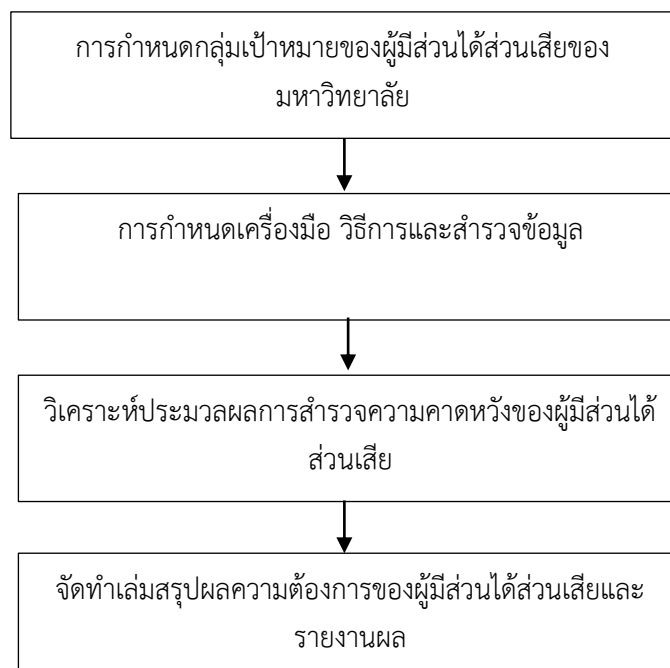 การกำหนดกลุ่มเป้าหมายของผู้มีส่วนได้ส่วนเสียของ
มหาวิทยาลัย
การกำหนดเครื่องมือ วิธีการและสำรวจข้อมูล
วิเคราะห์ประมวลผลการสำรวจความคาดหวังของผู้มีส่วนได้
ส่วนเสีย
จัดทำเล่มสรุปผลความต้องการของผู้มีส่วนได้ส่วนเสียและ
รายงานผล